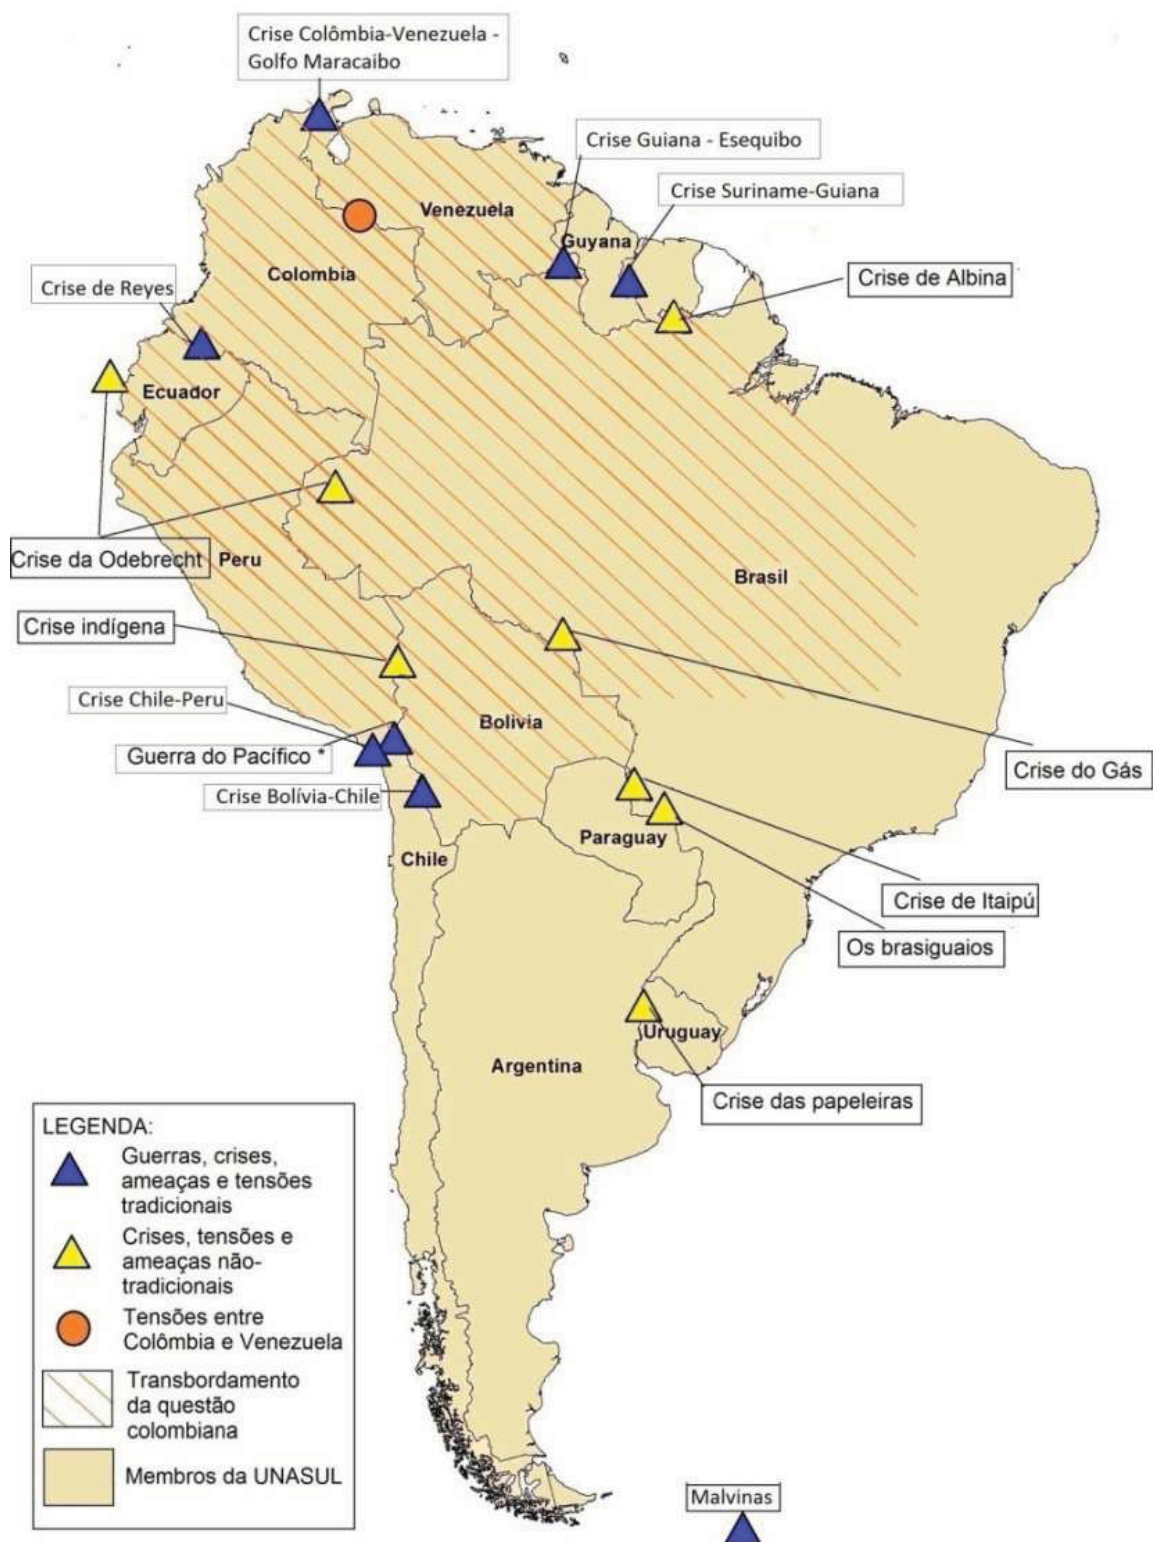 Crise Colômbia-Venezuela -
Golfo Maracaibo
Crise Guiana - Esequibo
Crise Suriname-Guiana
Venezuela
Guyana
Colombia
Crise de Albina
Crise de Reyes
Ecuador
Crise da Odebrecht
Peru
Brasil
Crise indígena
Crise Chile-Peru
Bolivia
Guerra do Pacífico *
Crise do Gás
Crise Bolívia-Chile
Paraguay
Chile
Crise de Itaipú
Os brasiguaios
Uruguay
Argentina
Crise das papeleiras
LEGENDA:
Guerras, crises,
ameaças e tensões
tradicionais
Crises, tensões e
ameaças não-
tradicionais
Tensões entre
Colômbia e Venezuela
Transbordamento
da questão
colombiana
Membros da UNASUL
Malvinas